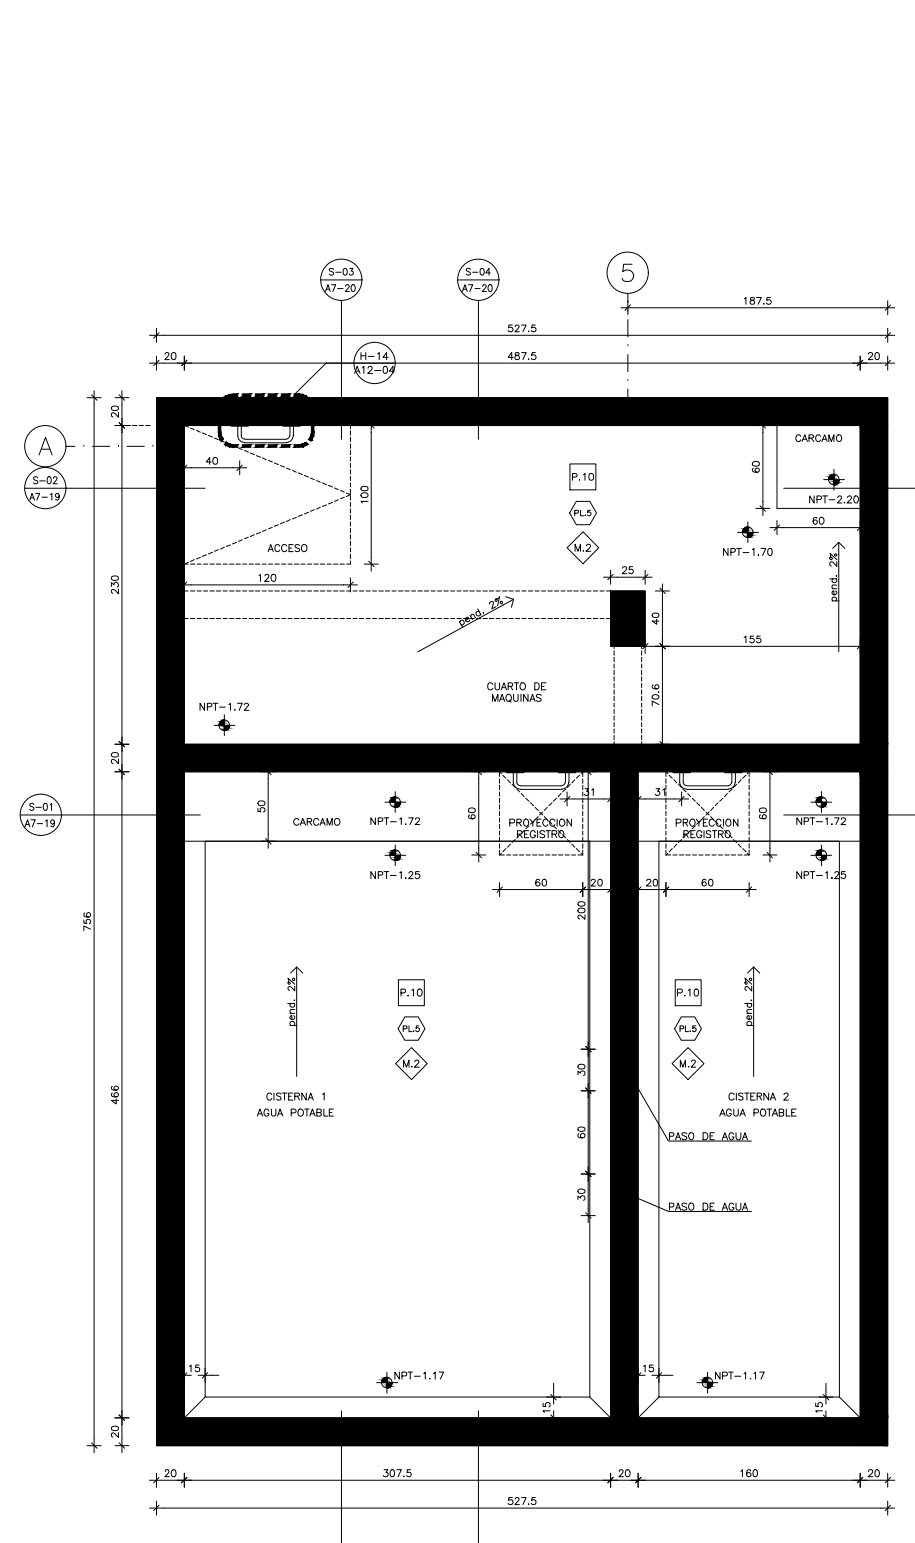 S-03
A7-20
S-04
A7-20
5
187.5
527.5
20
487.5
20
H-14
A12-04
A
S-02
A7-19
20
40
100
P.10
PL.5
M.2
CARCAMO
60
NPT-2.20
60
NPT-1.70
ACCESO
120
25
pend. 2%
230
pend. 2%
40
155
CUARTO DE
MAQUINAS
70.6
NPT-1.72
20
S-01
A7-19
50
CARCAMO
NPT-1.72
60
31
PROYECCION
REGISTRO
31
PROYECCION
REGISTRO
60
NPT-1.72
NPT-1.25
NPT-1.25
60
20
20
60
200
756
pend. 2%
P.10
PL.5
M.2
P.10
PL.5
M.2
pend. 2%
30
466
CISTERNA 1
AGUA POTABLE
CISTERNA 2
AGUA POTABLE
60
PASO DE AGUA
30
PASO DE AGUA
15
NPT-1.17
15
15
NPT-1.17
15
20
20
307.5
20
160
20
527.5